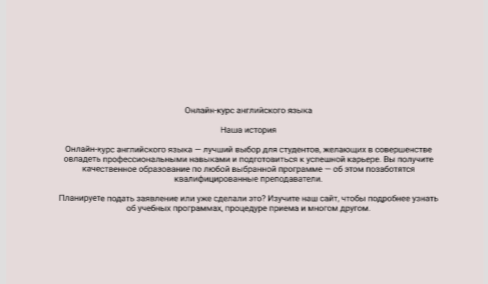 Онлайн-курс английского языка
Наша история
Онлайн-курс английского языка — лучший выбор для студентов, желающих в совершенстве
овладеть профессиональными навыками и подготовиться к успешной карьере. Вы получите
качественное образование по любой выбранной программе — об этом позаботятся
квалифицированные преподаватели.
Планируете подать заявление или уже сделали это? Изучите наш сайт, чтобы подробнее узнать
об учебных программах, процедуре приема и многом другом.